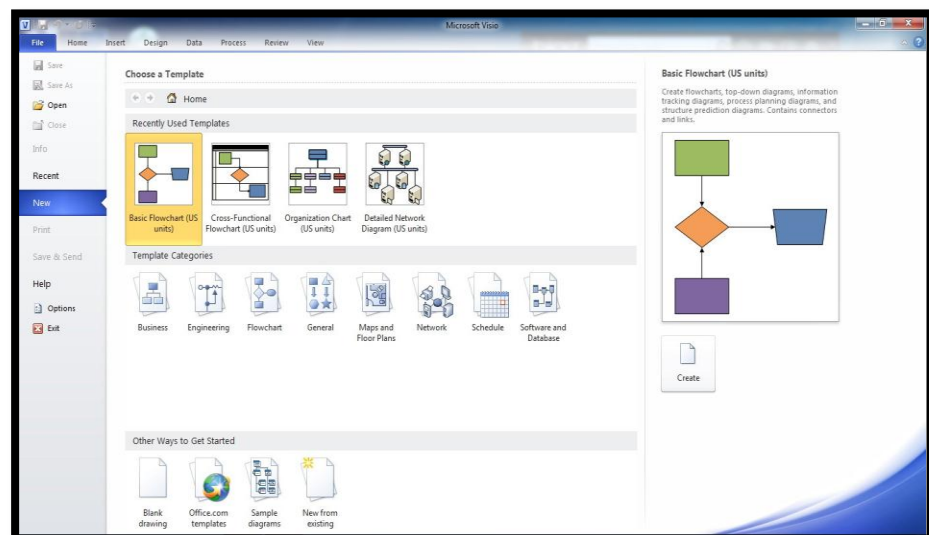 Microsoft Visio
File Home Insert Design Data Process Review View
Save
Save As
Open
Close
Info
Recent
New
Print
Save & Send
Help
Options
Exit
Choose a Template
Home
Recently Used Templates
Basic Flowchart (US
units)
Cross-Functional
Flowchart (US units)
Organization Chart
(US units)
Detailed Network
Diagram (US units)
Template Categories
Business
Engineering
Flowchart
General
Maps and
Floor Plans
Network
Schedule
Software and
Database
Other Ways to Get Started
Blank
drawing
Office.com
templates
Sample
diagrams
New from
existing
Basic Flowchart (US units)
Create flowcharts, top-down diagrams, information
tracking diagrams, process planning diagrams, and
structure prediction diagrams. Contains connectors
and links.
Create